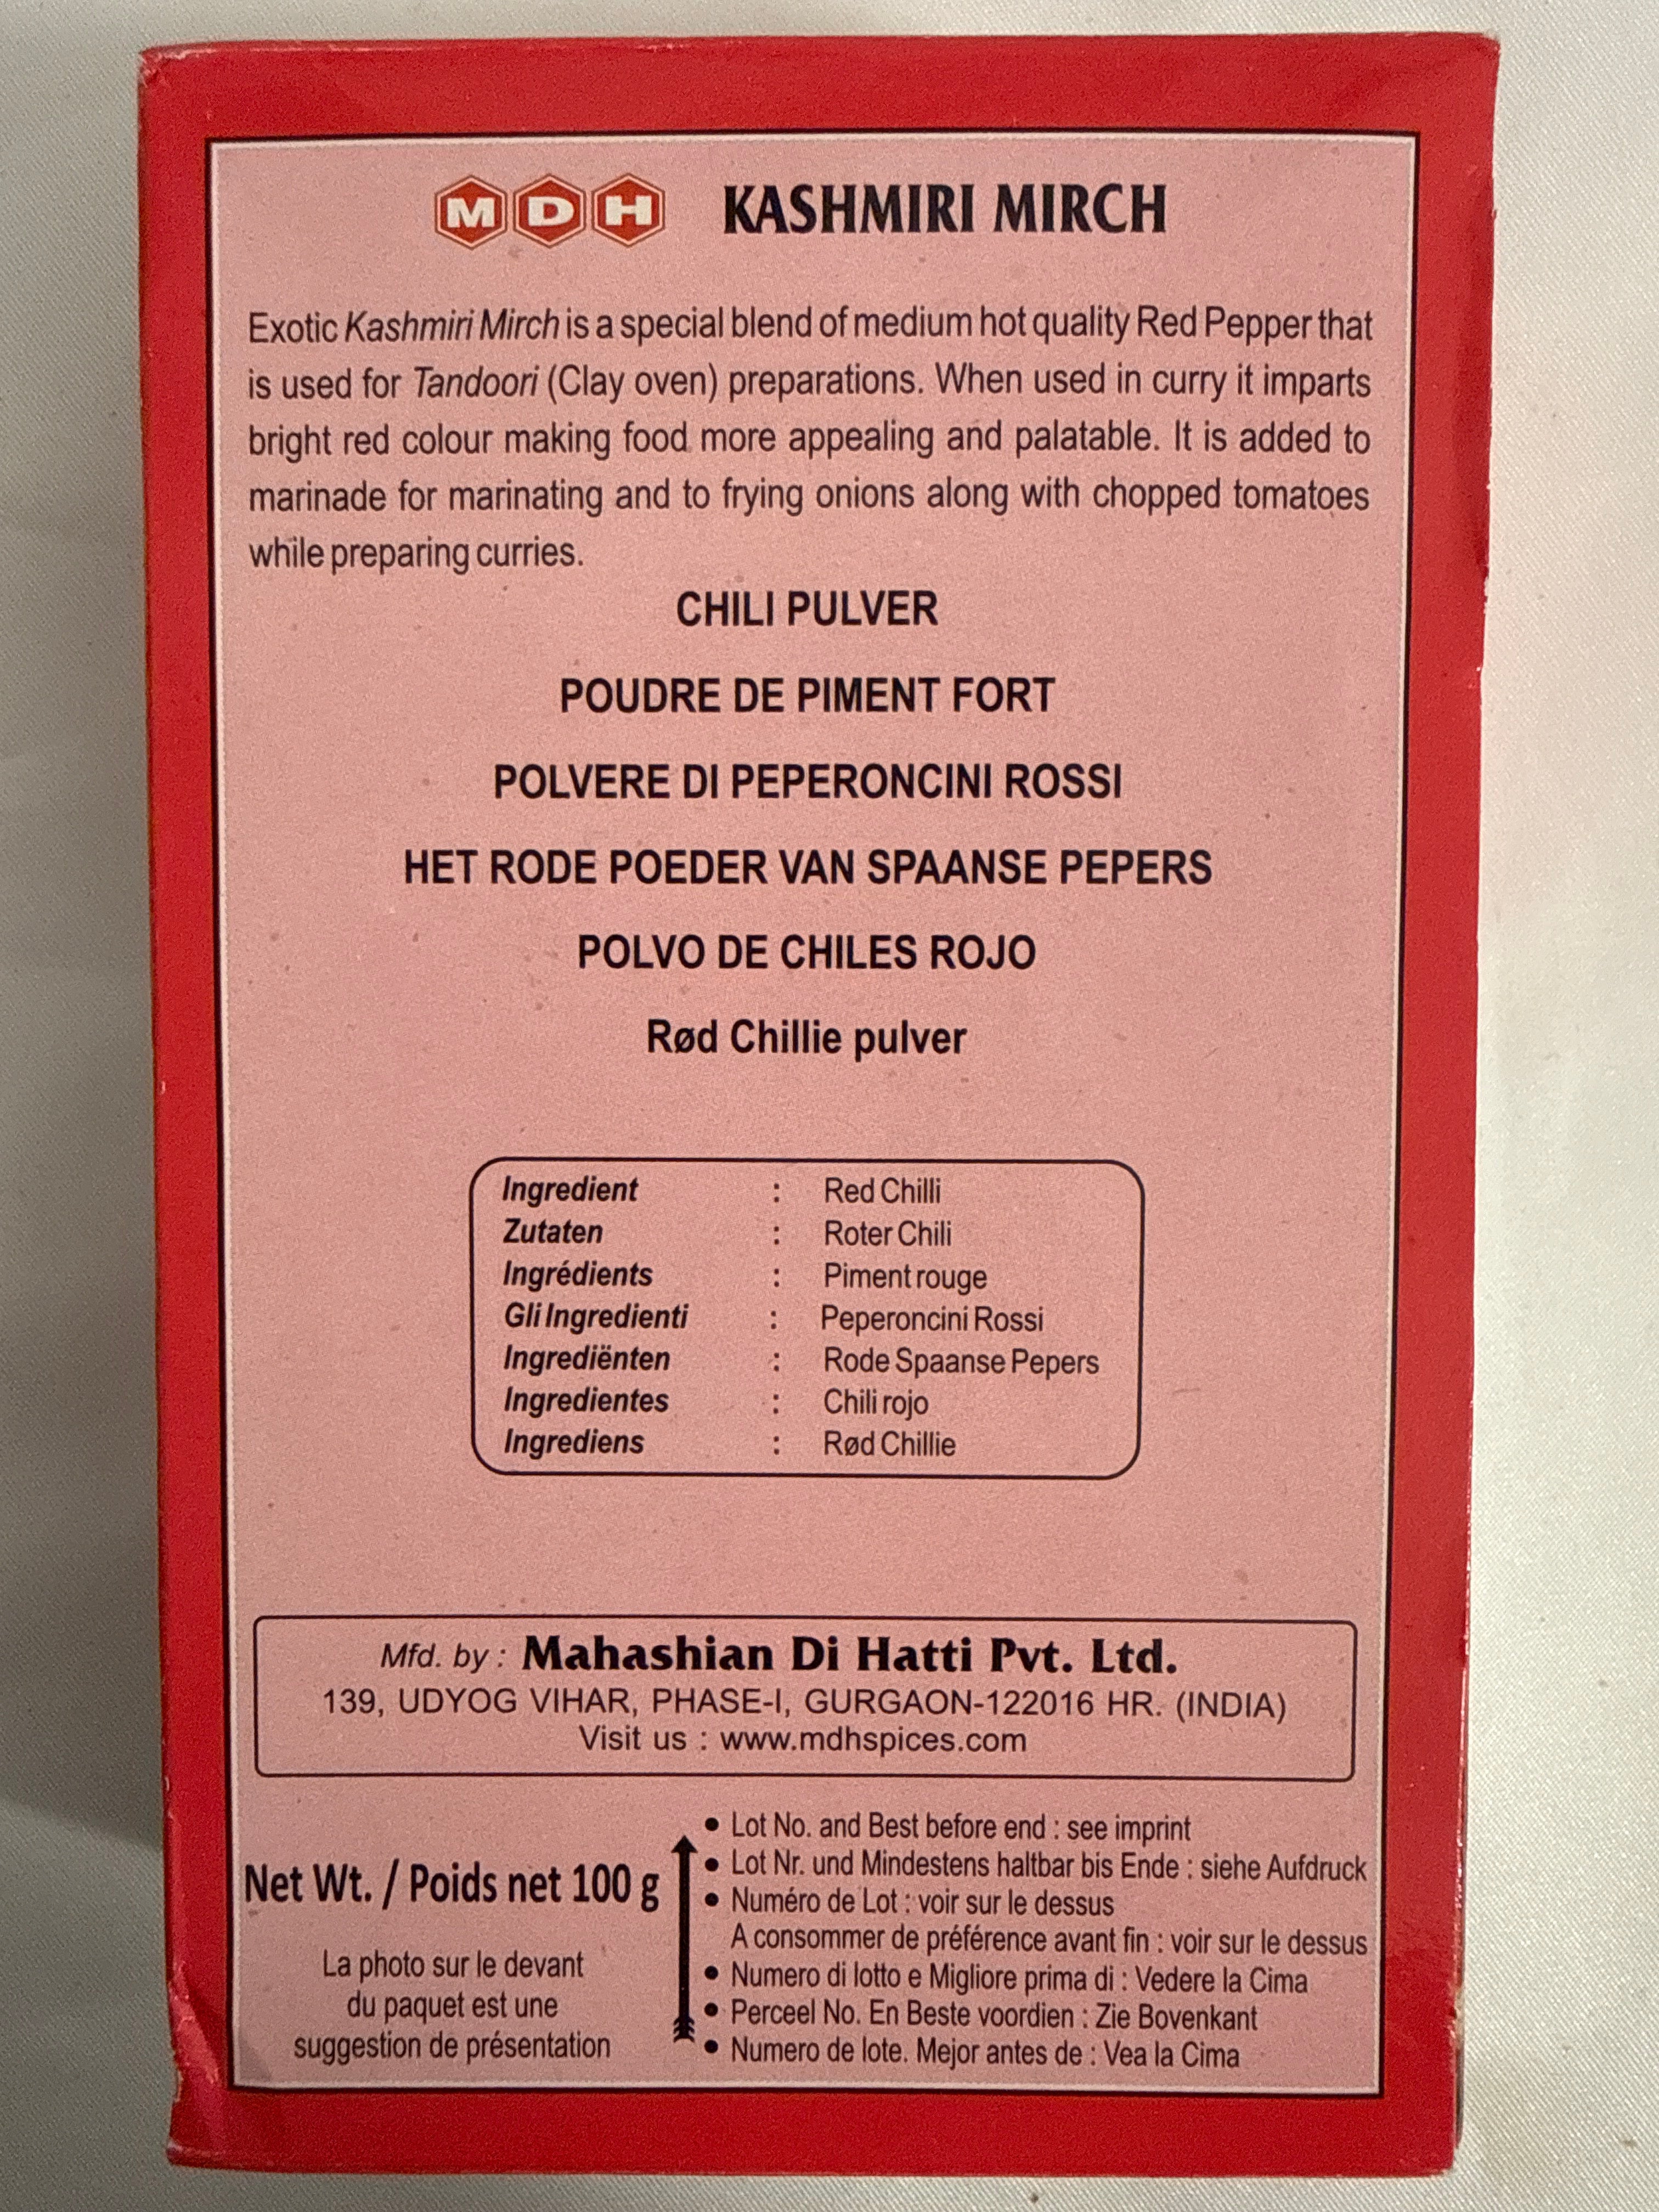 MDH KASHMIRI MIRCH
Exotic Kashmiri Mirch is a special blend of medium hot quality Red Pepper that
is used for Tandoori (Clay oven) preparations. When used in curry it imparts
bright red colour making food more appealing and palatable. It is added to
marinade for marinating and to frying onions along with chopped tomatoes
while preparing curries.
CHILI PULVER
POUDRE DE PIMENT FORT
POLVERE DI PEPERONCINI ROSSI
HET RODE POEDER VAN SPAANSE PEPERS
POLVO DE CHILES ROJO
Rød Chillie pulver
Ingredient : Red Chilli
Zutaten : Roter Chili
Ingrédients : Piment rouge
Gli Ingredienti : Peperoncini Rossi
Ingrediënten : Rode Spaanse Pepers
Ingredientes : Chili rojo
Ingrediens : Rød Chillie
Mfd. by : Mahashian Di Hatti Pvt. Ltd.
139, UDYOG VIHAR, PHASE-I, GURGAON-122016 HR. (INDIA)
Visit us : www.mdhspices.com
Net Wt. / Poids net 100 g
La photo sur le devant
du paquet est une
suggestion de présentation
• Lot No. and Best before end : see imprint
• Lot Nr. und Mindestens haltbar bis Ende : siehe Aufdruck
• Numéro de Lot : voir sur le dessus
A consommer de préférence avant fin : voir sur le dessus
• Numero di lotto e Migliore prima di : Vedere la Cima
• Perceel No. En Beste voordien : Zie Bovenkant
• Numero de lote. Mejor antes de : Vea la Cima